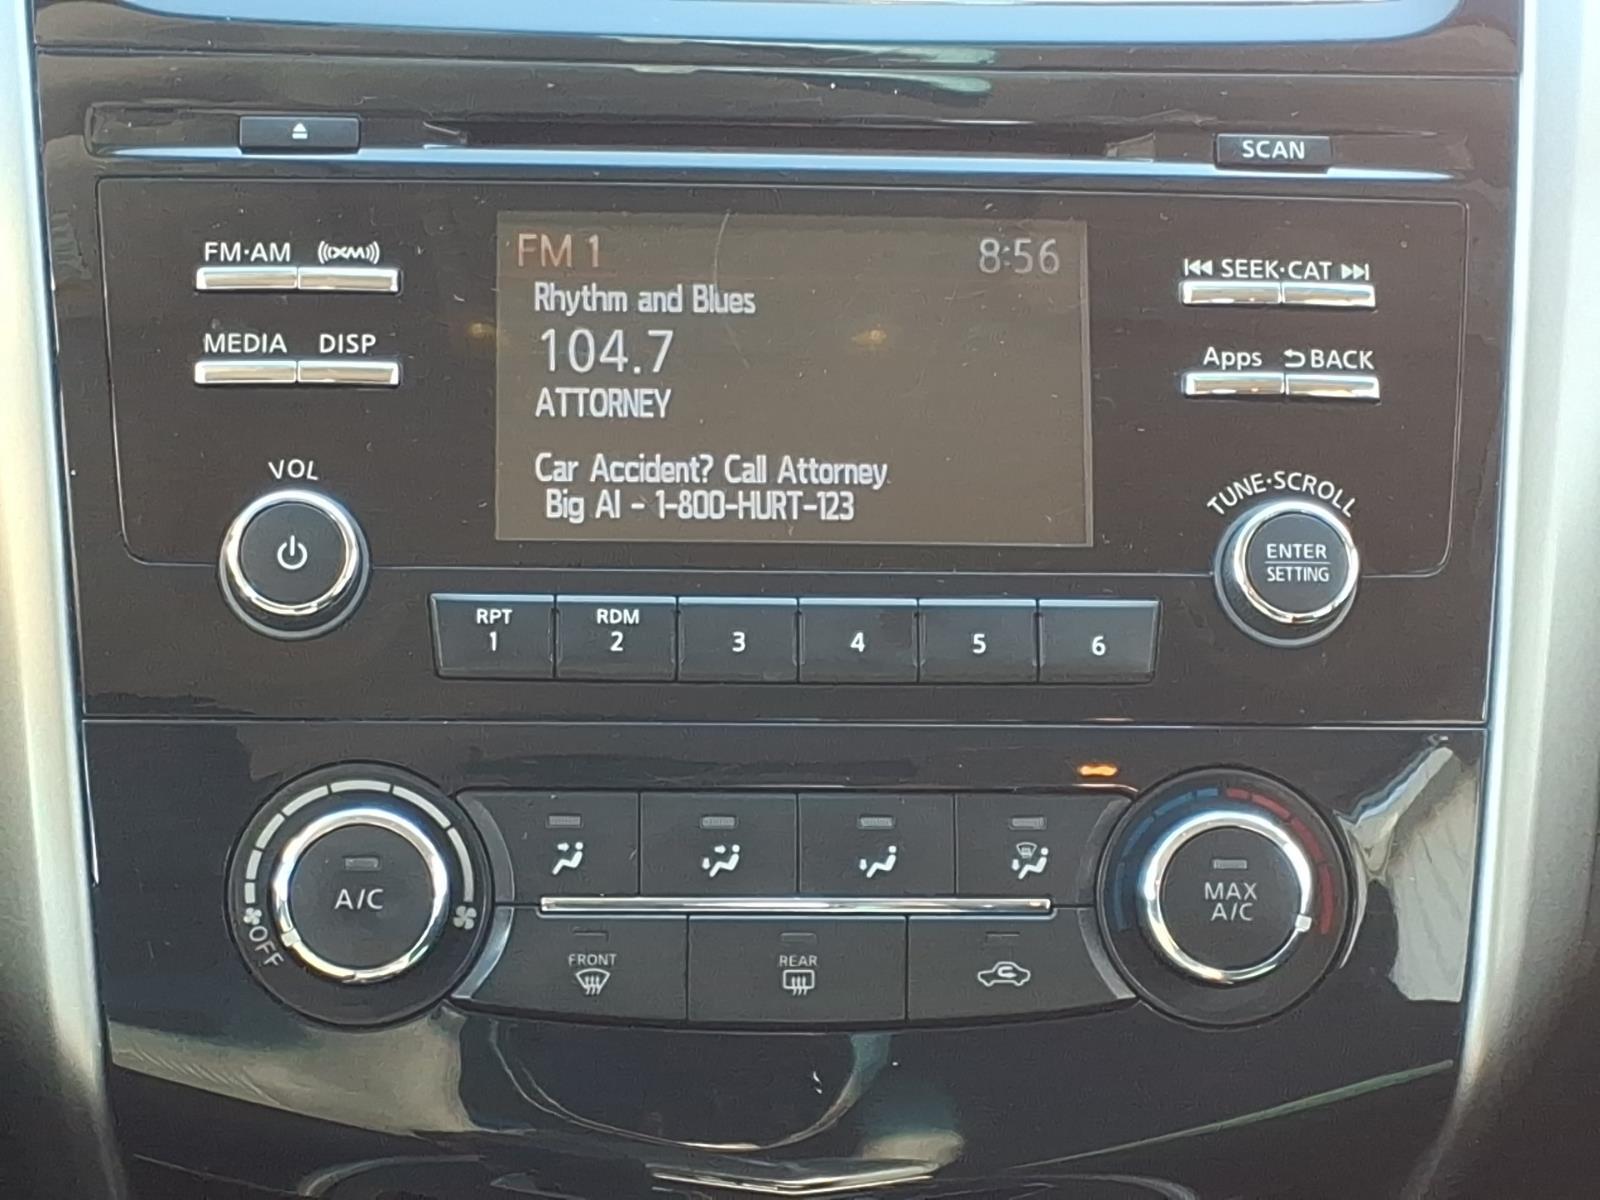 SCAN
FM·AM (((XM)))
MEDIA DISP
VOL
FM 1 8:56
Rhythm and Blues
104.7
ATTORNEY
Car Accident? Call Attorney
Big Al - 1-800-HURT-123
SEEK·CAT
Apps BACK
TUNE·SCROLL
ENTER
SETTING
RPT RDM
1 2 3 4 5 6
A/C
OFF
MAX
A/C
FRONT REAR